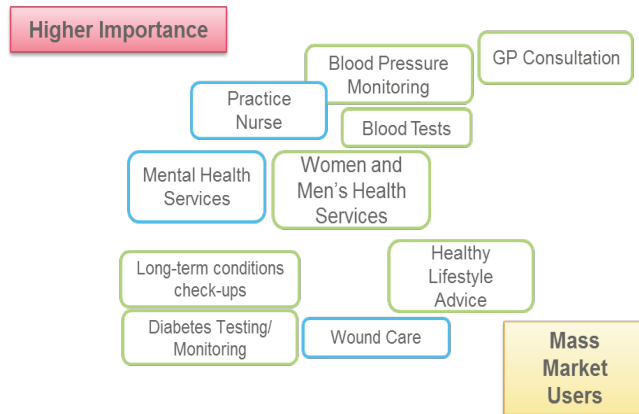 Higher Importance
GP Consultation
Blood Pressure
Monitoring
Practice
Nurse
Blood Tests
Mental Health
Services
Women and
Men’s Health
Services
Long-term conditions
check-ups
Healthy
Lifestyle
Advice
Diabetes Testing/
Monitoring
Wound Care
Mass
Market
Users